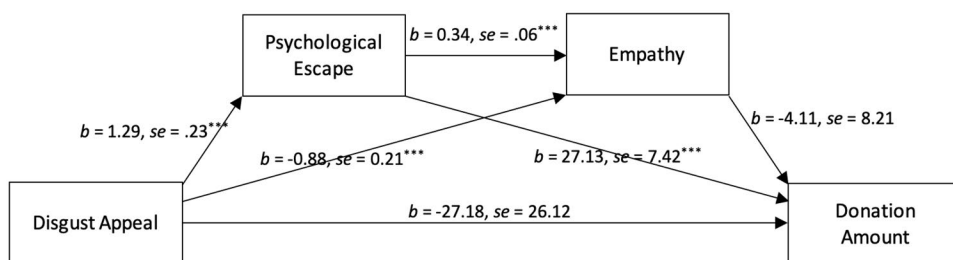 Psychological
Escape
b = 0.34, se = .06***
Empathy
b = 1.29, se = .23***
b = -0.88, se = 0.21***
b = 27.13, se = 7.42***
b = -4.11, se = 8.21
Disgust Appeal
b = -27.18, se = 26.12
Donation
Amount